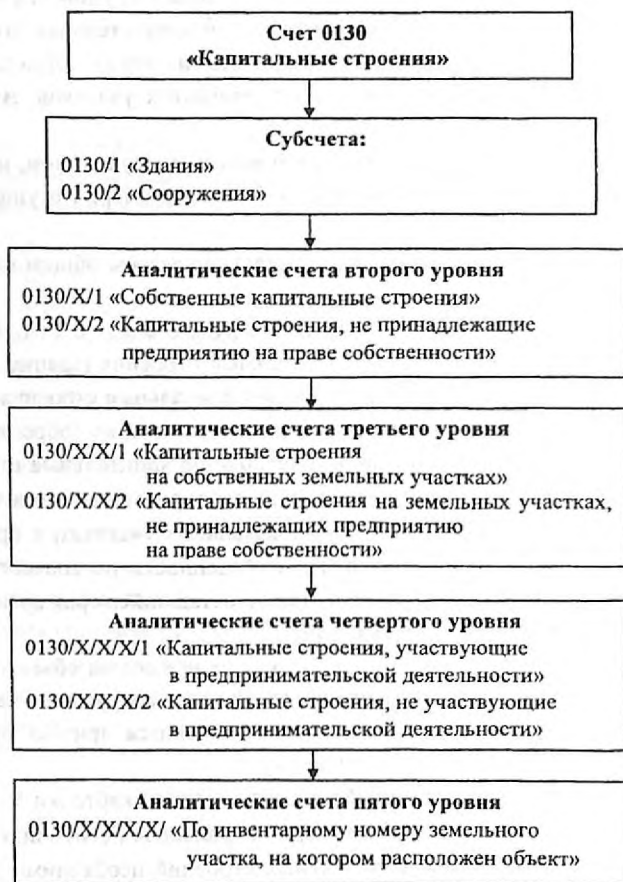 Счет 0130
«Капитальные строения»
Субсчета:
0130/1 «Здания»
0130/2 «Сооружения»
Аналитические счета второго уровня
0130/X/1 «Собственные капитальные строения»
0130/X/2 «Капитальные строения, не принадлежащие
предприятию на праве собственности»
Аналитические счета третьего уровня
0130/X/X/1 «Капитальные строения
на собственных земельных участках»
0130/X/X/2 «Капитальные строения на земельных участках,
не принадлежащих предприятию
на праве собственности»
Аналитические счета четвертого уровня
0130/X/X/X/1 «Капитальные строения, участвующие
в предпринимательской деятельности»
0130/X/X/X/2 «Капитальные строения, не участвующие
в предпринимательской деятельности»
Аналитические счета пятого уровня
0130/X/X/X/X/ «По инвентарному номеру земельного
участка, на котором расположен объект»